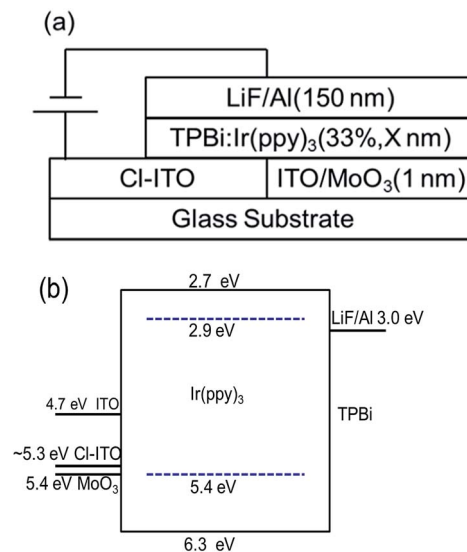 (a)
LiF/Al(150 nm)
TPBi:Ir(ppy)₃(33%,X nm)
Cl-ITO
ITO/MoO₃(1 nm)
Glass Substrate
(b)
2.7 eV
LiF/Al 3.0 eV
2.9 eV
Ir(ppy)₃
4.7 eV ITO
TPBi
~5.3 eV Cl-ITO
5.4 eV MoO₃
5.4 eV
6.3 eV